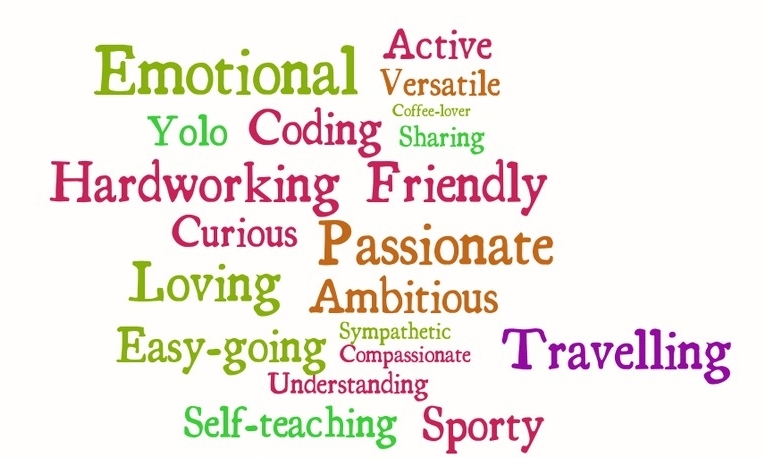 Emotional
Active
Versatile
Coffee-lover
Yolo Coding
Sharing
Hardworking Friendly
Curious Passionate
Loving
Ambitious
Easy-going
Sympathetic
Compassionate
Travelling
Understanding
Self-teaching Sporty